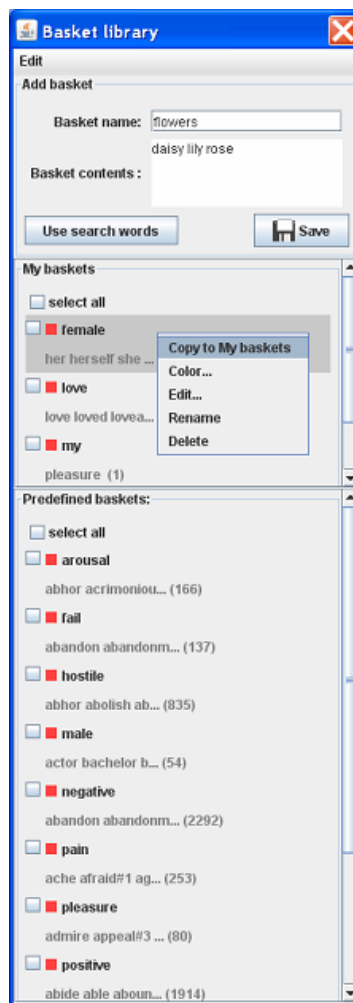 Basket library
Edit
Add basket
Basket name: flowers
daisy lily rose
Basket contents :
Use search words
Save
My baskets
select all
female
her herself she ...
Copy to My baskets
Color...
Edit...
Rename
Delete
love
love loved lovea...
my
pleasure (1)
Predefined baskets:
select all
arousal
abhor acrimoniou... (166)
fail
abandon abandonm... (137)
hostile
abhor abolish ab... (835)
male
actor bachelor b... (54)
negative
abandon abandonm... (2292)
pain
ache afraid#1 ag... (253)
pleasure
admire appeal#3 ... (80)
positive
abide able aboun... (1914)